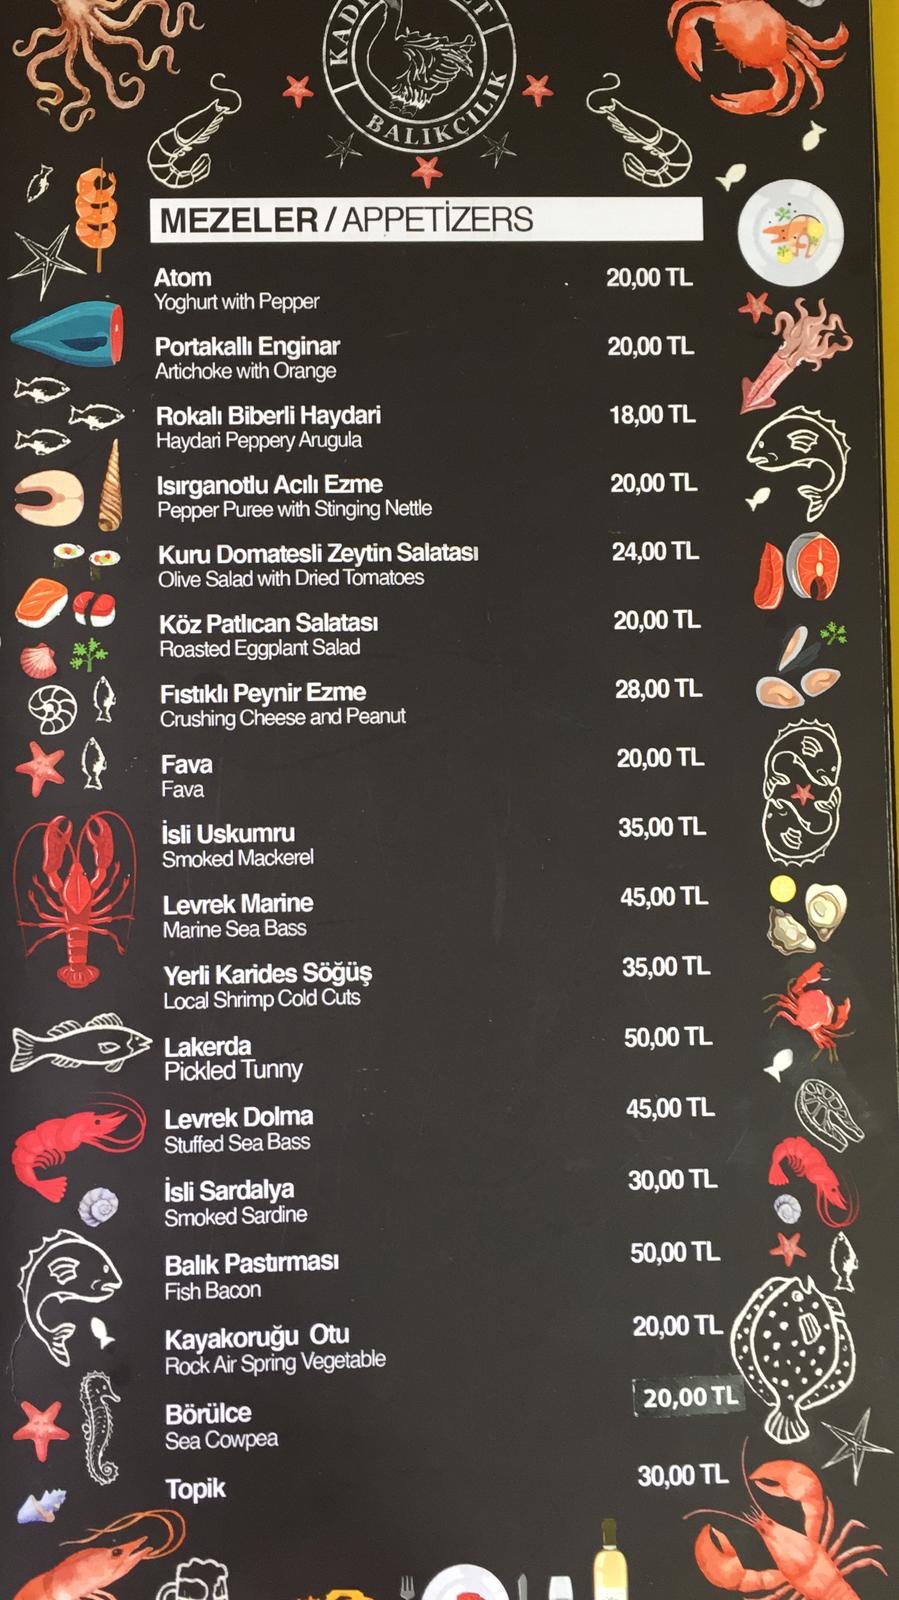 BALIKÇILIK
MEZELER / APPETİZERS
Atom 20,00 TL
Yoghurt with Pepper
Portakallı Enginar 20,00 TL
Artichoke with Orange
Rokalı Biberli Haydari 18,00 TL
Haydari Peppery Arugula
Isırganotlu Acılı Ezme 20,00 TL
Pepper Puree with Stinging Nettle
Kuru Domatesli Zeytin Salatası 24,00 TL
Olive Salad with Dried Tomatoes
Köz Patlıcan Salatası 20,00 TL
Roasted Eggplant Salad
Fıstıklı Peynir Ezme 28,00 TL
Crushing Cheese and Peanut
Fava 20,00 TL
Fava
İsli Uskumru 35,00 TL
Smoked Mackerel
Levrek Marine 45,00 TL
Marine Sea Bass
Yerli Karides Söğüş 35,00 TL
Local Shrimp Cold Cuts
Lakerda 50,00 TL
Pickled Tunny
Levrek Dolma 45,00 TL
Stuffed Sea Bass
İsli Sardalya 30,00 TL
Smoked Sardine
Balık Pastırması 50,00 TL
Fish Bacon
Kayakoruğu Otu 20,00 TL
Rock Air Spring Vegetable
Börülce 20,00 TL
Sea Cowpea
Topik 30,00 TL